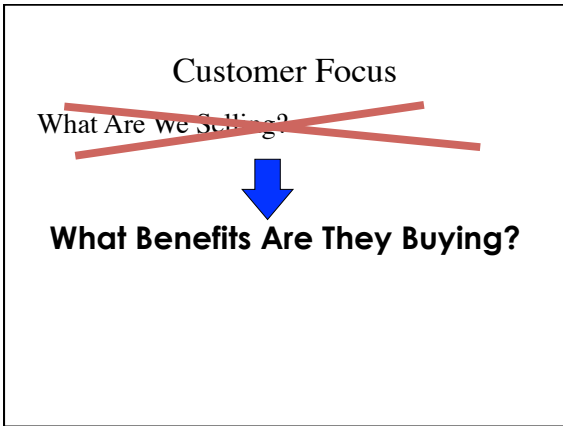 Customer Focus
What Are We Selling?
What Benefits Are They Buying?